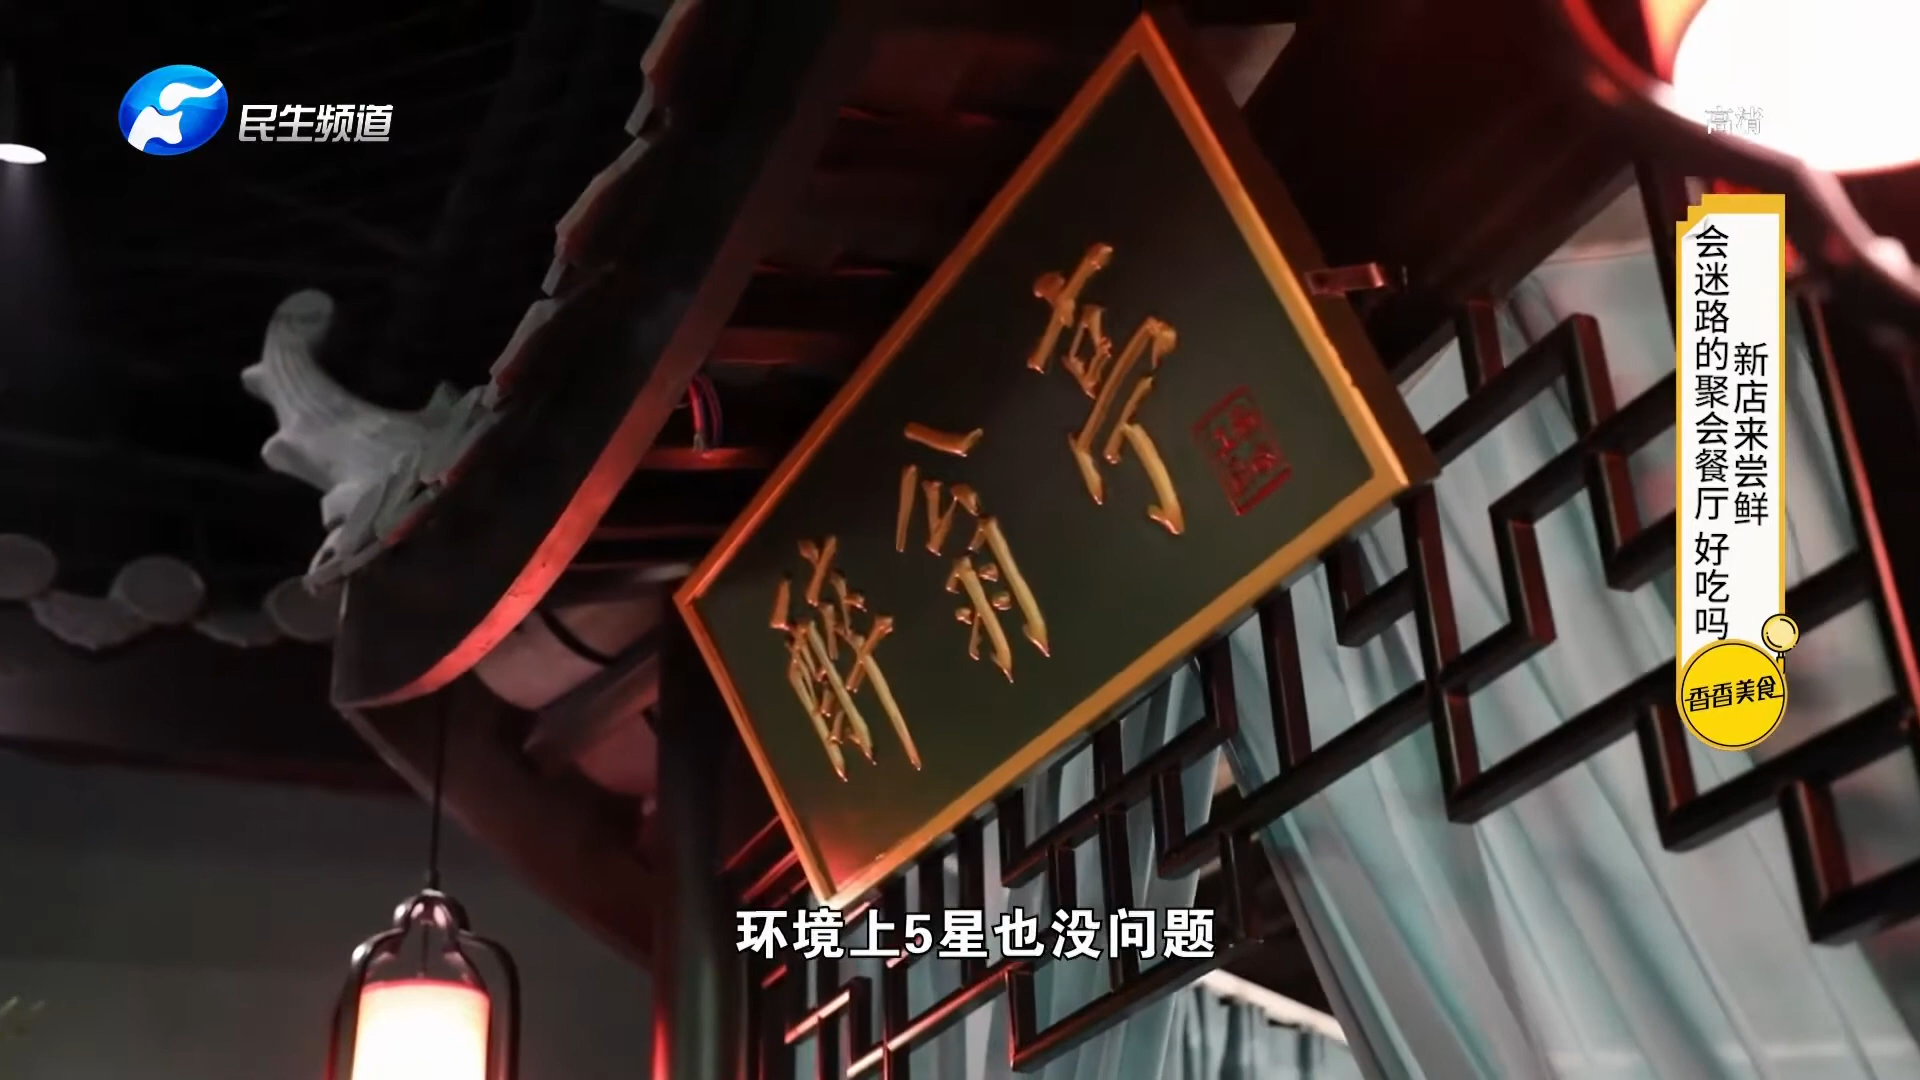 民生频道
高清
醉翁亭
新店来尝鲜
会迷路的聚会餐厅 好吃吗
香香美食
环境上5星也没问题